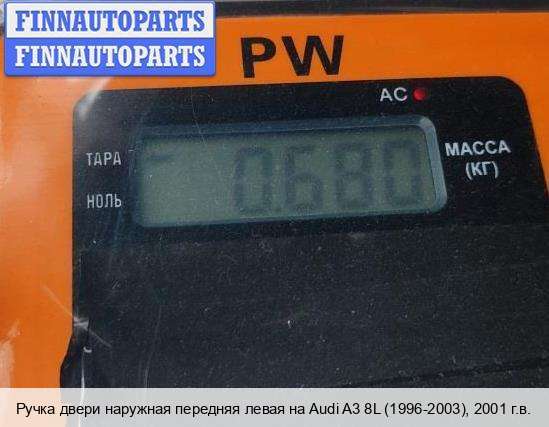 FINNAUTOPARTS
FINNAUTOPARTS
PW
AC
ТАРА
0.680
МАССА
(КГ)
НОЛЬ
Ручка двери наружная передняя левая на Audi A3 8L (1996-2003), 2001 г.в.